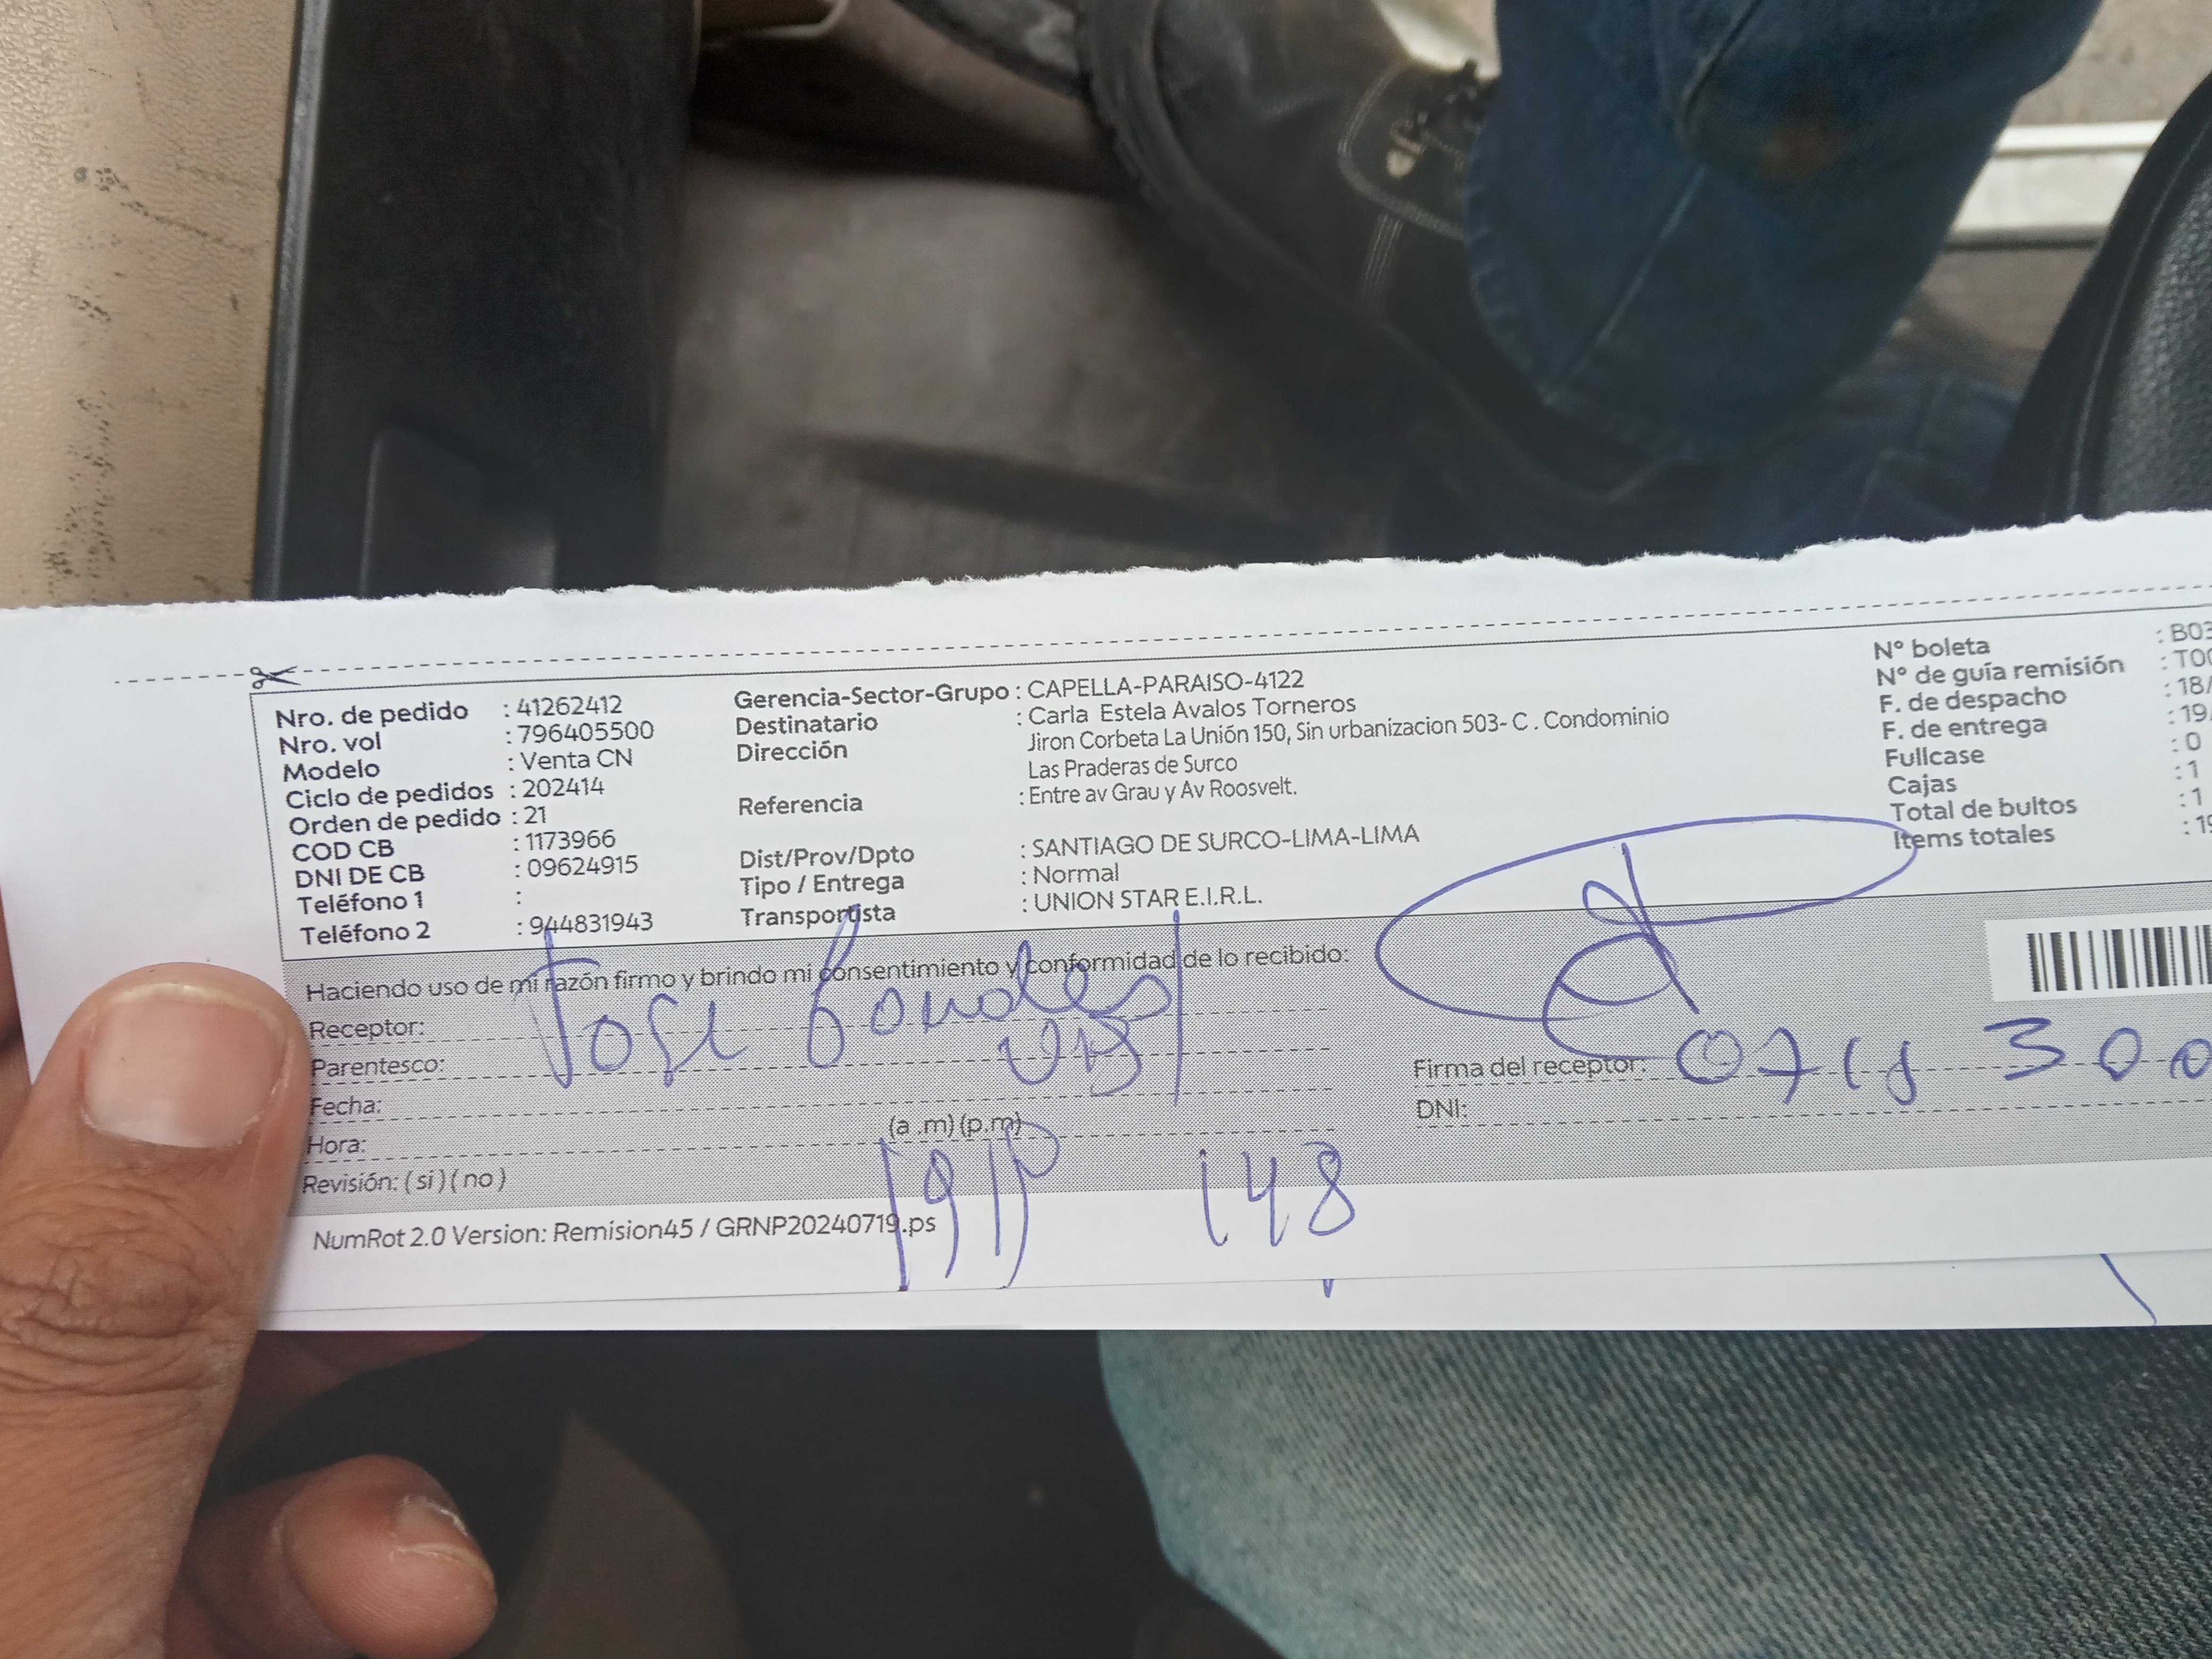 Nro. de pedido : 41262412
Nro. vol : 796405500
Modelo : Venta CN
Ciclo de pedidos : 202414
Orden de pedido : 21
COD CB : 1173966
DNI DE CB : 09624915
Teléfono 1 :
Teléfono 2 : 944831943
Gerencia-Sector-Grupo : CAPELLA-PARAISO-4122
Destinatario : Carla Estela Avalos Torneros
Dirección Jiron Corbeta La Unión 150, Sin urbanizacion 503- C . Condominio
Las Praderas de Surco
Referencia : Entre av Grau y Av Roosvelt.
Dist/Prov/Dpto : SANTIAGO DE SURCO-LIMA-LIMA
Tipo / Entrega : Normal
Transportista : UNION STAR E.I.R.L.
N° boleta : B03
N° de guía remisión : T00
F. de despacho : 18/
F. de entrega : 19/
Fullcase : 0
Cajas : 1
Total de bultos : 1
Items totales : 19
Haciendo uso de mi razón firmo y brindo mi consentimiento y conformidad de lo recibido:
Receptor: Jose
Parentesco:
Fecha:
Hora: (a .m) (p.m)
Revisión: ( si ) ( no )
Firma del receptor:
DNI:
148
NumRot 2.0 Version: Remision45 / GRNP20240719.ps